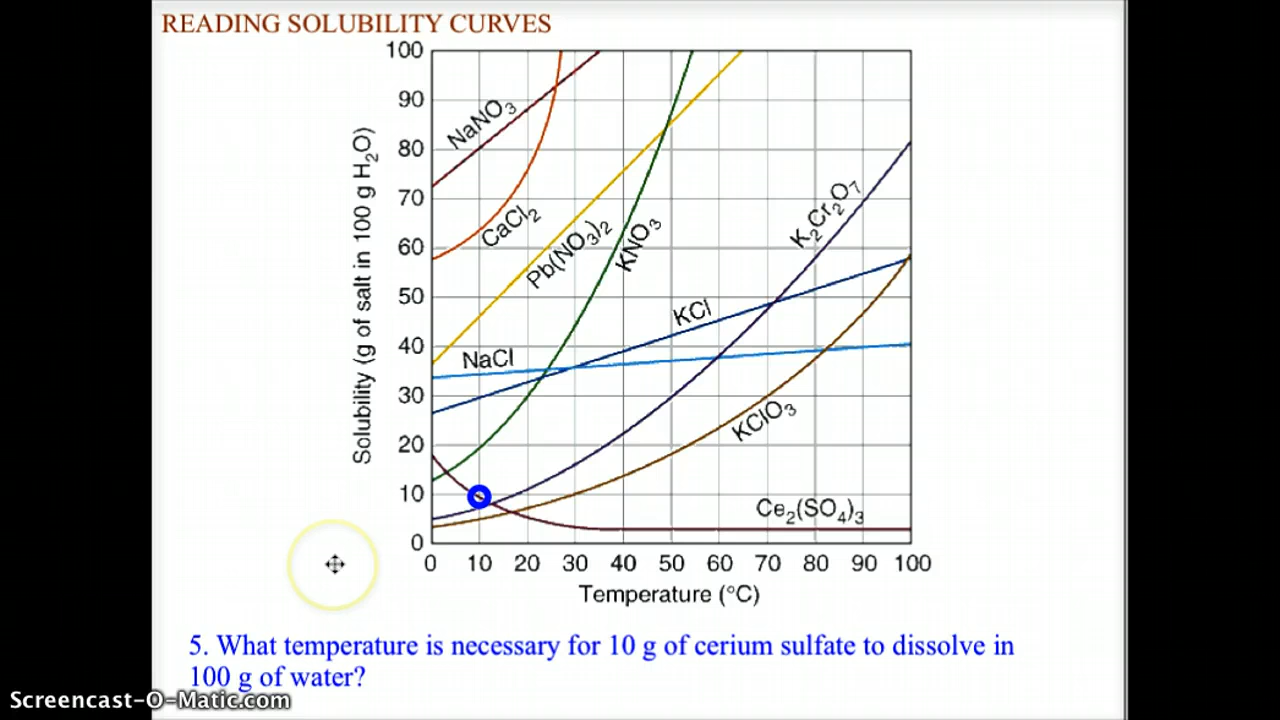 READING SOLUBILITY CURVES
100
90
80
70
60
50
40
30
20
10
0
Solubility (g of salt in 100 g H₂O)
NaNO₃
CaCl₂
Pb(NO₃)₂
KNO₃
K₂Cr₂O₇
KCl
NaCl
KClO₃
Ce₂(SO₄)₃
0 10 20 30 40 50 60 70 80 90 100
Temperature (°C)
5. What temperature is necessary for 10 g of cerium sulfate to dissolve in
100 g of water?
Screencast-O-Matic.com